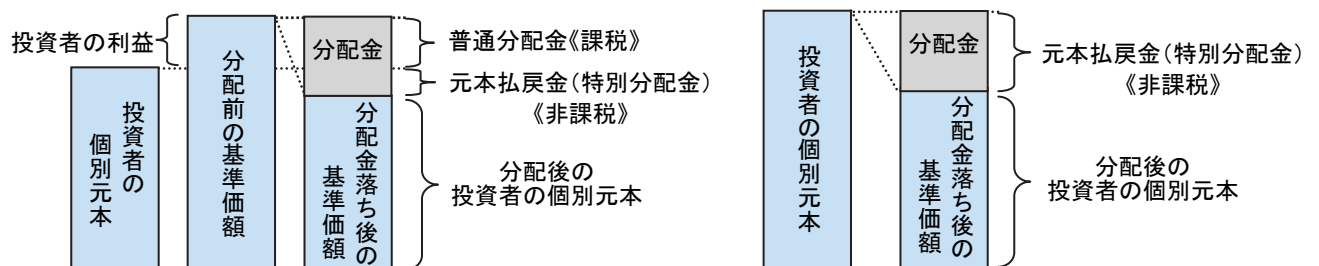 投資者の利益
投資者の
個別元本
分配前の基準価額
分配金
分配金落ち後の
基準価額
普通分配金《課税》
元本払戻金(特別分配金)
《非課税》
分配後の
投資者の個別元本
投資者の個別元本
分配金
分配金落ち後の
基準価額
元本払戻金(特別分配金)
《非課税》
分配後の
投資者の個別元本